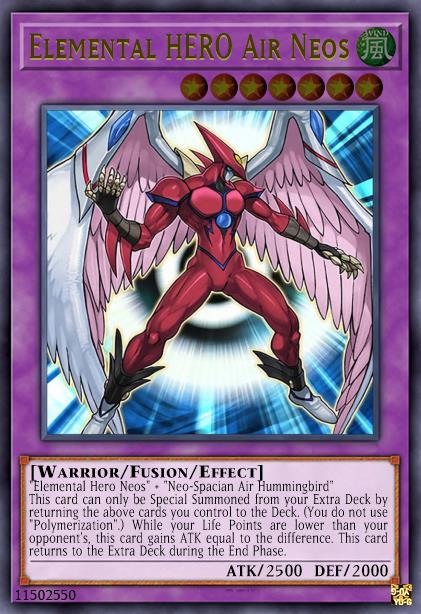 Elemental HERO Air Neos
WIND
風
[Warrior/Fusion/Effect]
"Elemental Hero Neos" + "Neo-Spacian Air Hummingbird"
This card can only be Special Summoned from your Extra Deck by
returning the above cards you control to the Deck. (You do not use
"Polymerization".) While your Life Points are lower than your
opponent's, this card gains ATK equal to the difference. This card
returns to the Extra Deck during the End Phase.
ATK/2500 DEF/2000
11502550